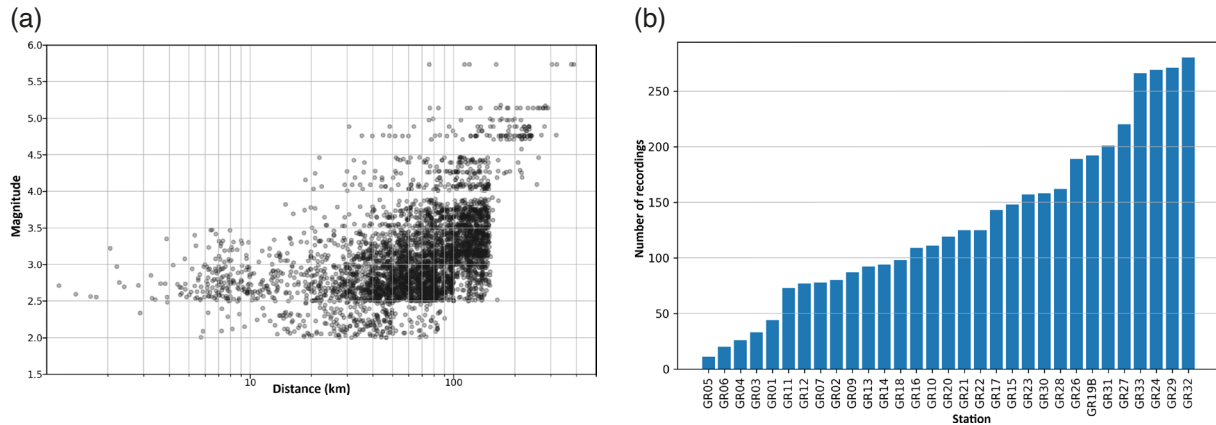 (a)
6.0
5.5
5.0
4.5
4.0
3.5
3.0
2.5
2.0
1.5
Magnitude
10
100
Distance (km)
(b)
250
200
150
100
50
0
Number of recordings
GR05
GR06
GR04
GR03
GR01
GR11
GR12
GR07
GR02
GR09
GR13
GR14
GR18
GR16
GR10
GR20
GR21
GR22
GR17
GR15
GR23
GR30
GR28
GR26
GR19B
GR31
GR27
GR33
GR24
GR29
GR32
Station